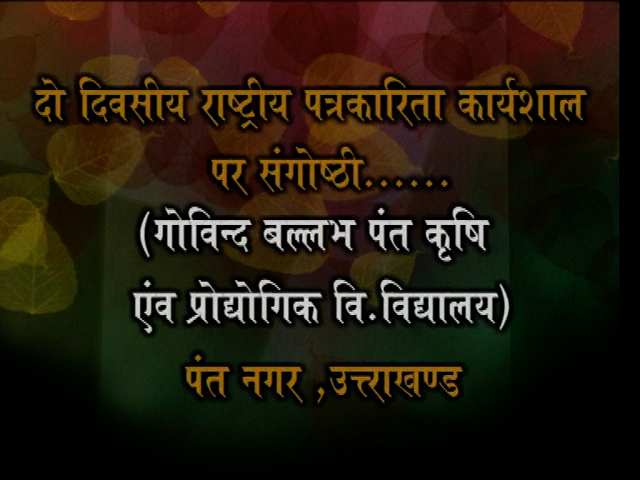 दो दिवसीय राष्ट्रीय पत्रकारिता कार्यशाल
पर संगोष्ठी......
(गोविन्द बल्लभ पंत कृषि
एंव प्रोद्योगिक वि.विद्यालय)
पंत नगर ,उत्तराखण्ड